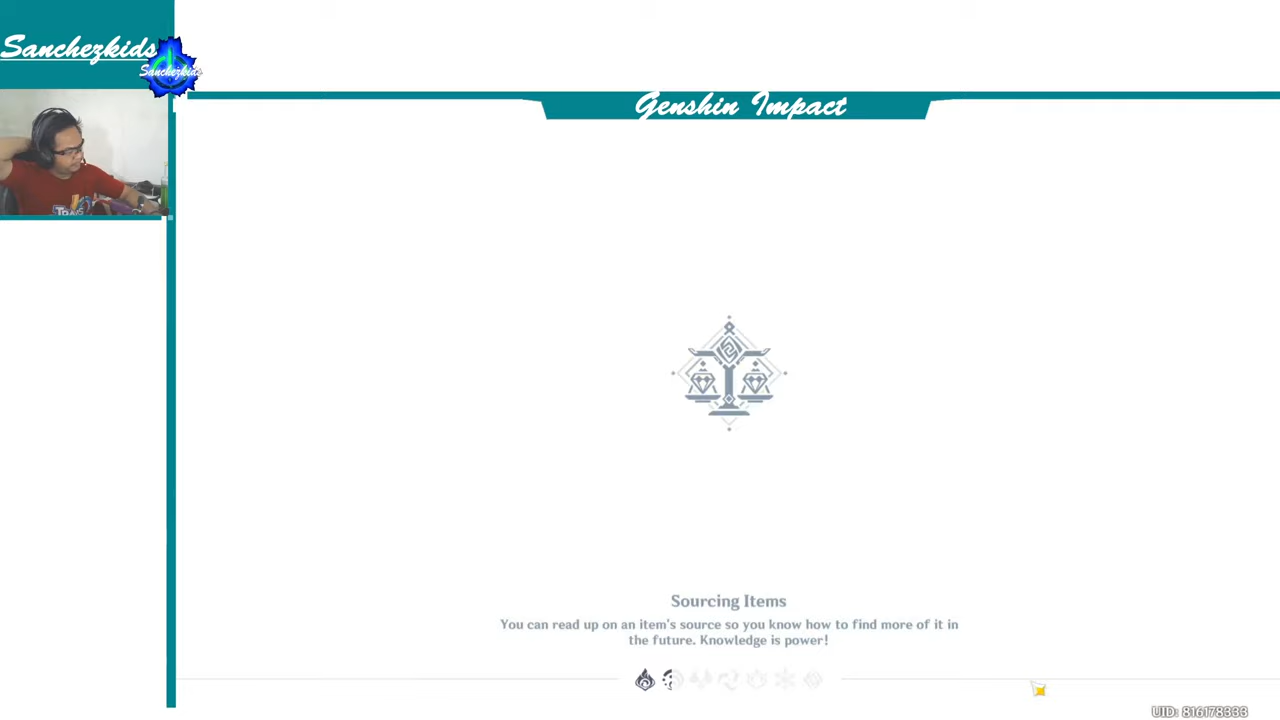 Sanchezkids
Sanchezkids
Genshin Impact
Sourcing Items
You can read up on an item's source so you know how to find more of it in
the future. Knowledge is power!
UID: 816178333